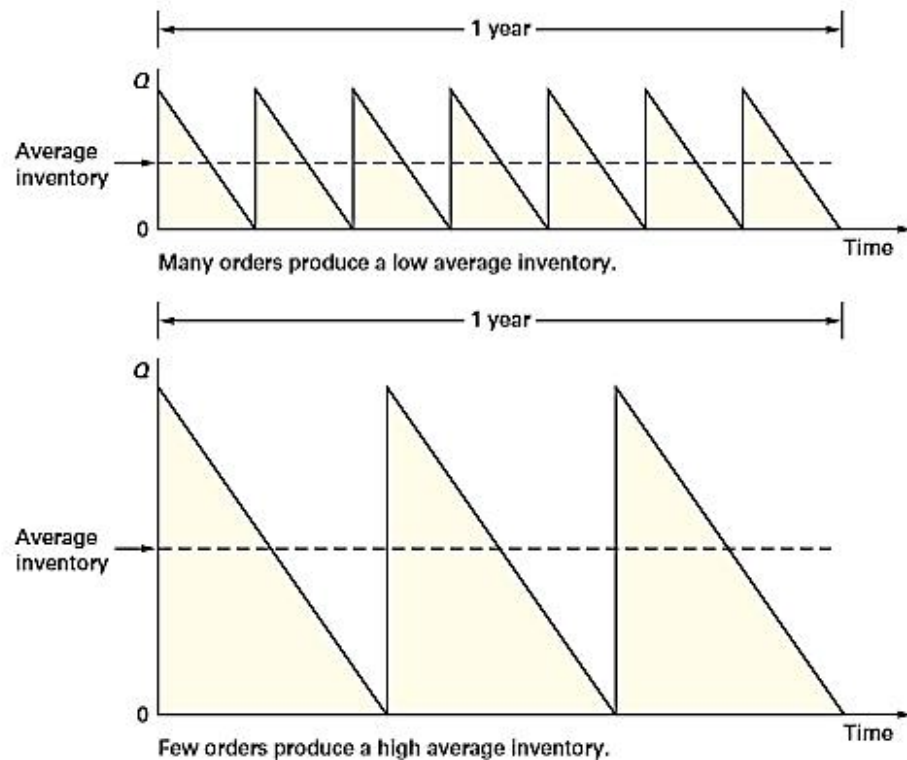 1 year
Q
Average
inventory
0
Time
Many orders produce a low average inventory.
1 year
Q
Average
inventory
0
Time
Few orders produce a high average inventory.